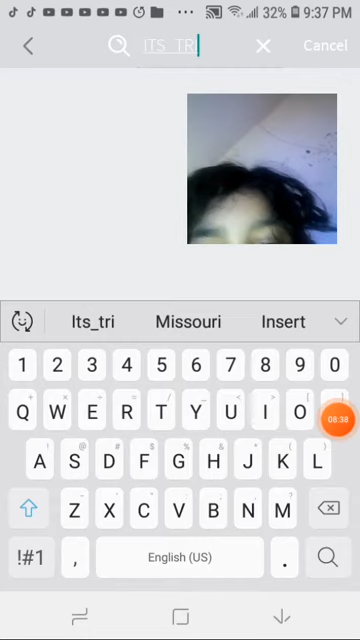 32% 9:37 PM
ITS_TRI Cancel
Its_tri Missouri Insert
1 2 3 4 5 6 7 8 9 0
Q W E R T Y U I O
08:38
A S D F G H J K L
Z X C V B N M
!#1 , English (US) .